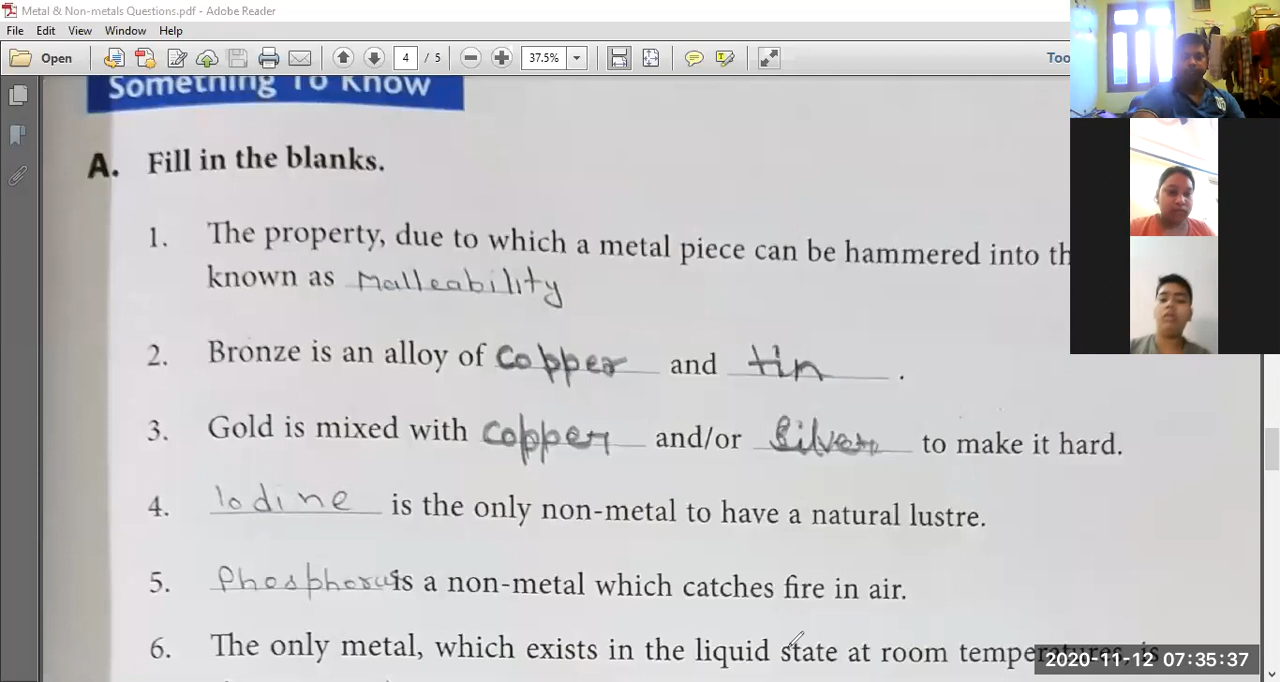 Metal & Non-metals Questions.pdf - Adobe Reader
File Edit View Window Help
Open 4 / 5 37.5% Too
Something To Know
A. Fill in the blanks.
1. The property, due to which a metal piece can be hammered into th
known as Malleability
2. Bronze is an alloy of Copper and tin .
3. Gold is mixed with Copper and/or Silver to make it hard.
4. Iodine is the only non-metal to have a natural lustre.
5. Phosphorus is a non-metal which catches fire in air.
6. The only metal, which exists in the liquid state at room temperatures, is
2020-11-12 07:35:37